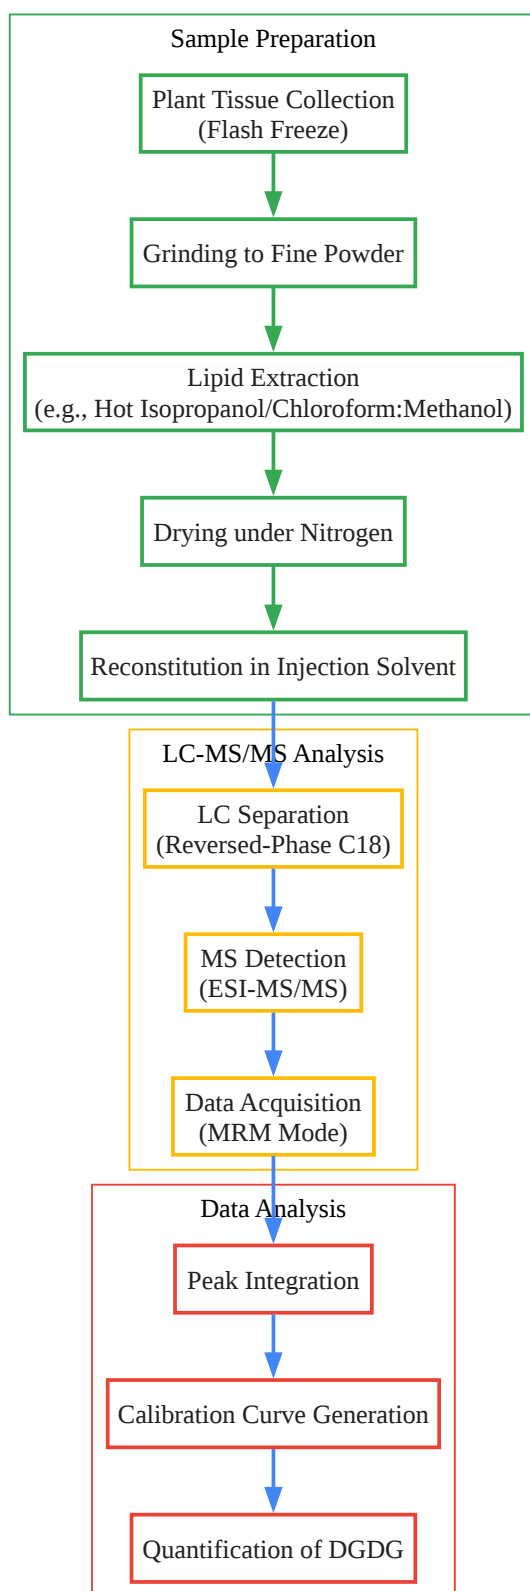 Sample Preparation
Plant Tissue Collection
(Flash Freeze)
Grinding to Fine Powder
Lipid Extraction
(e.g., Hot Isopropanol/Chloroform:Methanol)
Drying under Nitrogen
Reconstitution in Injection Solvent
LC-MS/MS Analysis
LC Separation
(Reversed-Phase C18)
MS Detection
(ESI-MS/MS)
Data Acquisition
(MRM Mode)
Data Analysis
Peak Integration
Calibration Curve Generation
Quantification of DGDG